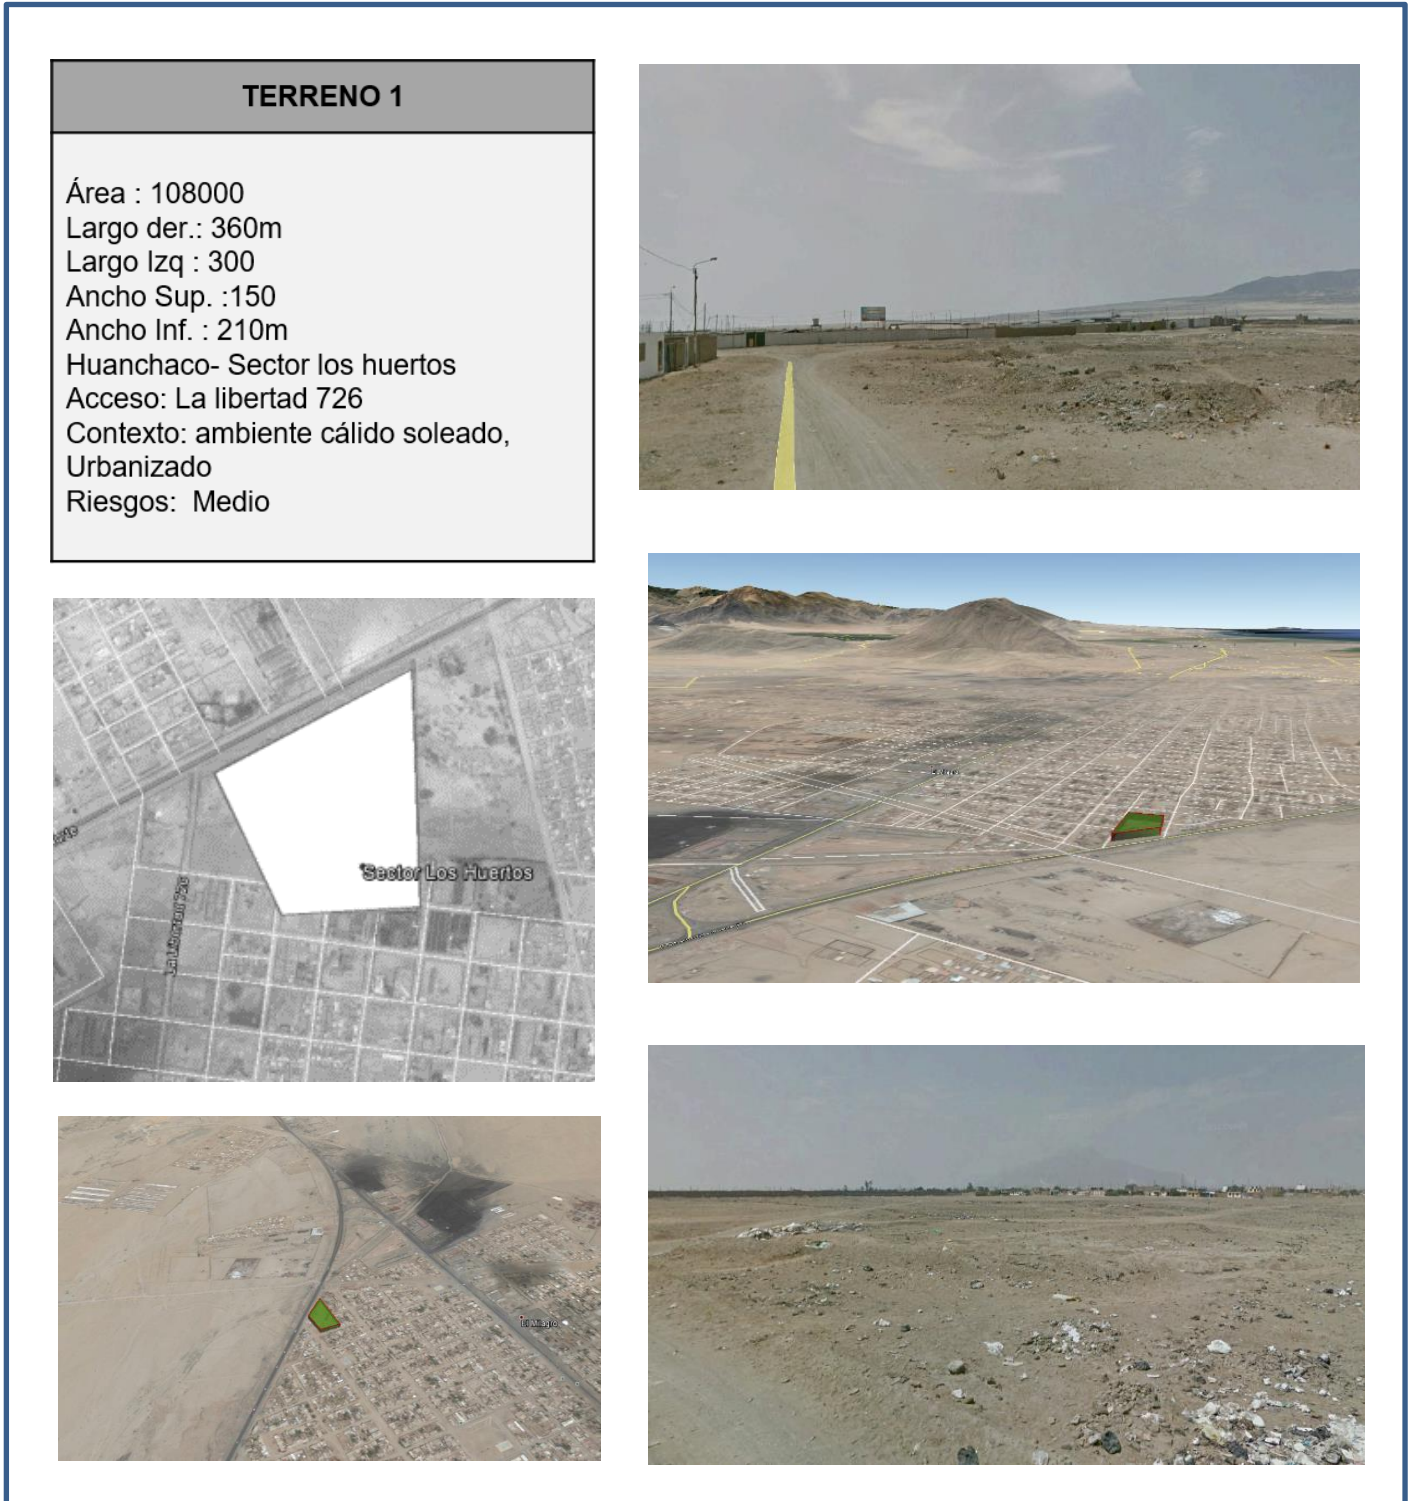 TERRENO 1
Área : 108000
Largo der.: 360m
Largo Izq : 300
Ancho Sup. :150
Ancho Inf. : 210m
Huanchaco- Sector los huertos
Acceso: La libertad 726
Contexto: ambiente cálido soleado,
Urbanizado
Riesgos:  Medio
Sector Los Huertos
La Libertad 726
El Milagro